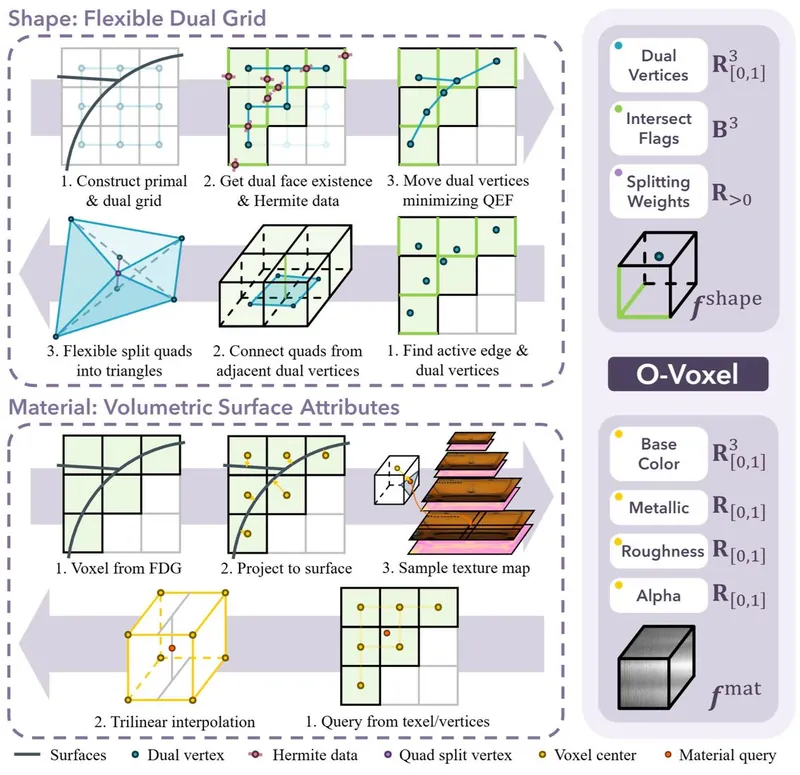 Shape: Flexible Dual Grid
1. Construct primal
& dual grid
2. Get dual face existence
& Hermite data
3. Move dual vertices
minimizing QEF
3. Flexible split quads
into triangles
2. Connect quads from
adjacent dual vertices
1. Find active edge &
dual vertices
Material: Volumetric Surface Attributes
1. Voxel from FDG
2. Project to surface
3. Sample texture map
2. Trilinear interpolation
1. Query from texel/vertices
Dual
Vertices
R³[0,1]
Intersect
Flags
B³
Splitting
Weights
R>0
f shape
O-Voxel
Base
Color
R³[0,1]
Metallic
R[0,1]
Roughness
R[0,1]
Alpha
R[0,1]
f mat
Surfaces
Dual vertex
Hermite data
Quad split vertex
Voxel center
Material query